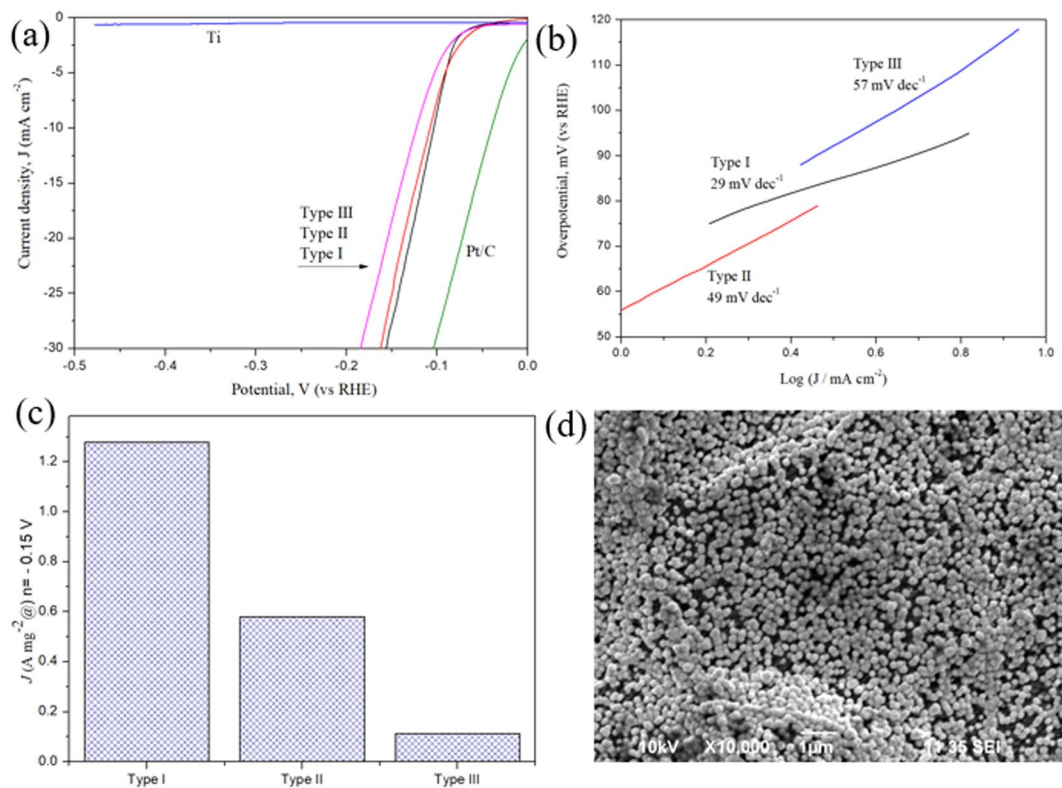 (a)
0
-5
-10
-15
-20
-25
-30
Current density, J (mA cm-2)
Ti
Type III
Type II
Type I
Pt/C
-0.5
-0.4
-0.3
-0.2
-0.1
0.0
Potential, V (vs RHE)
(b)
120
110
100
90
80
70
60
50
Overpotential, mV (vs RHE)
Type III
57 mV dec-1
Type I
29 mV dec-1
Type II
49 mV dec-1
0.0
0.2
0.4
0.6
0.8
1.0
Log (J / mA cm-2)
(c)
1.2
1.0
0.8
0.6
0.4
0.2
0.0
J (A mg-2@) n= - 0.15 V
Type I
Type II
Type III
(d)
10kV X10,000 1µm 11 35 SEI